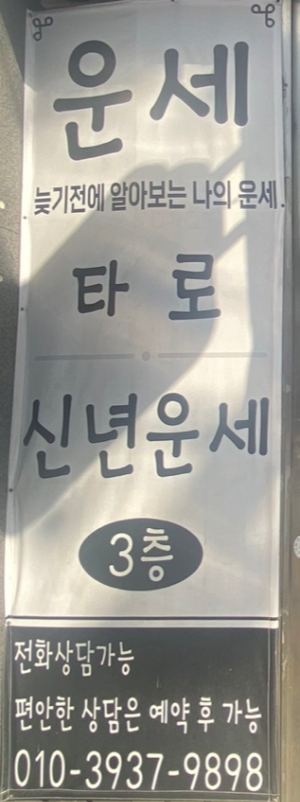 운세
늦기전에 알아보는 나의 운세.
타로
신년운세
3층
전화상담가능
편안한 상담은 예약 후 가능
010-3937-9898